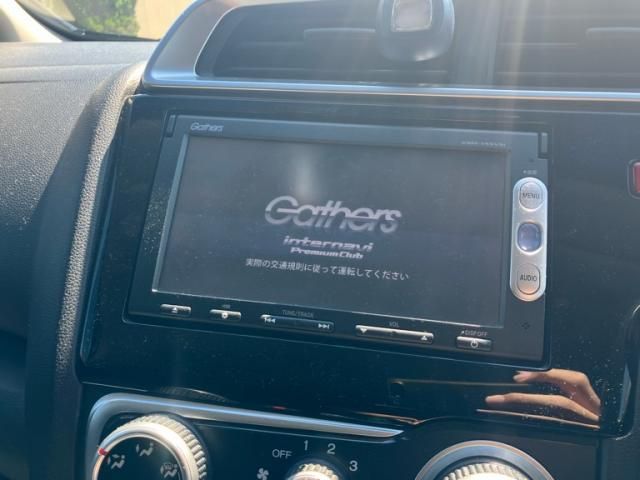 Gathers
MENU
Gathers
internavi
Premium Club
実際の交通規則に従って運転してください
AUDIO
TUNE/TRACK
VOL
DISP.OFF
OFF 1 2 3